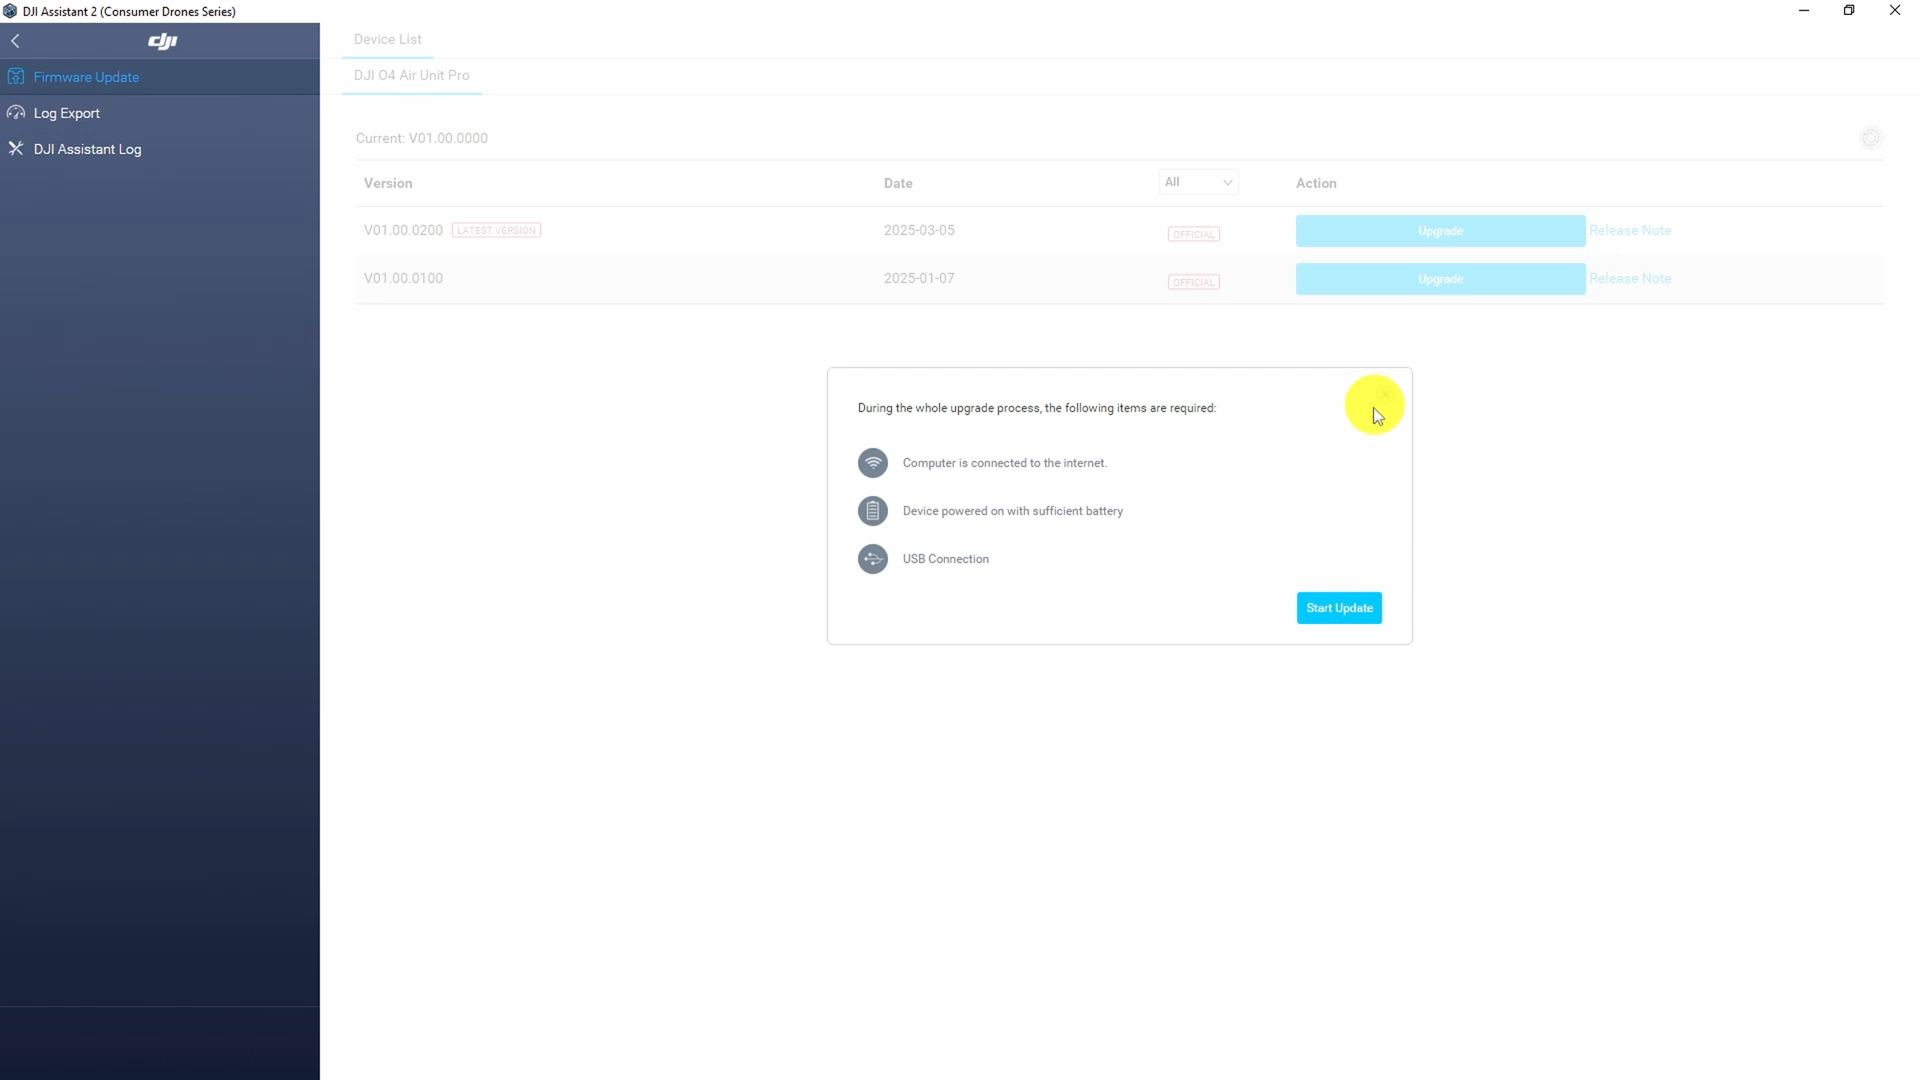 DJI Assistant 2 (Consumer Drones Series)
dji
Device List
Firmware Update
DJI O4 Air Unit Pro
Log Export
Current: V01.00.0000
DJI Assistant Log
Version Date All Action
V01.00.0200 LATEST VERSION 2025-03-05 OFFICIAL Upgrade Release Note
V01.00.0100 2025-01-07 OFFICIAL Upgrade Release Note
During the whole upgrade process, the following items are required:
Computer is connected to the internet.
Device powered on with sufficient battery
USB Connection
Start Update